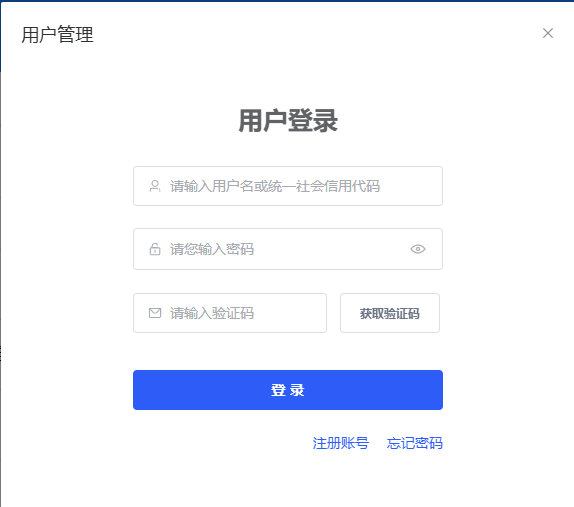 用户管理
用户登录
请输入用户名或统一社会信用代码
请您输入密码
请输入验证码 获取验证码
登 录
注册账号 忘记密码